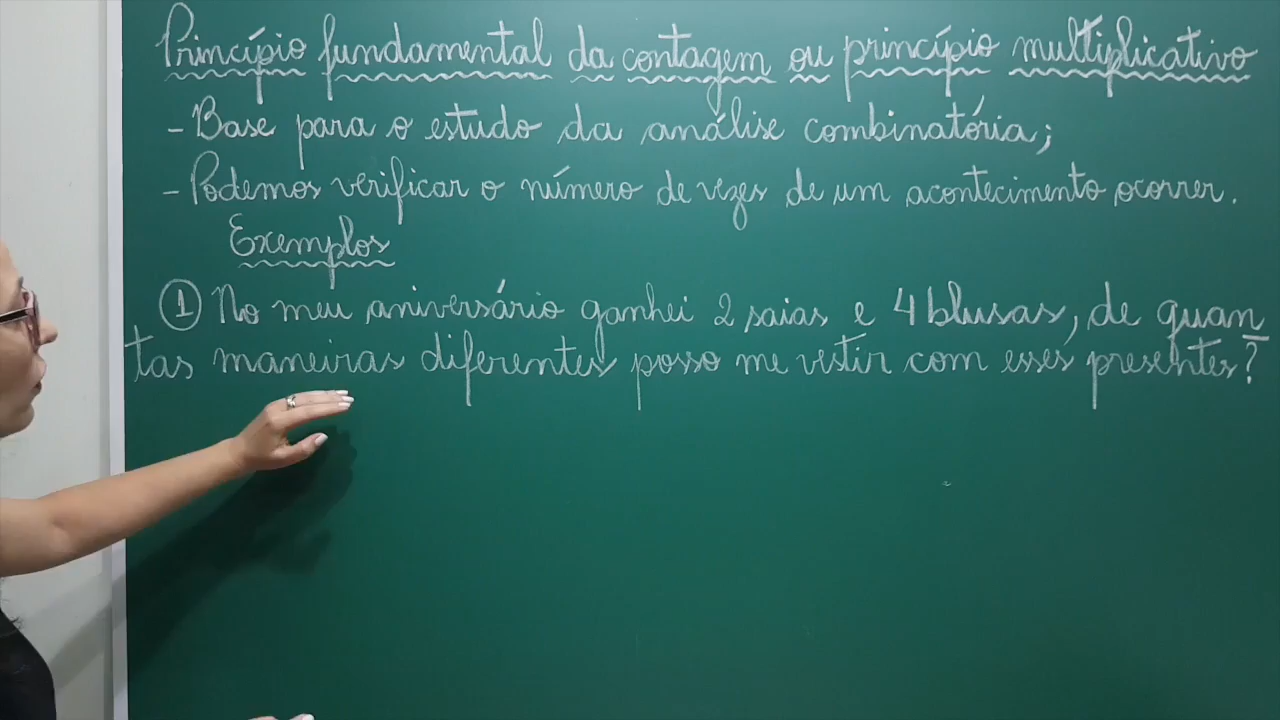 Princípio fundamental da contagem ou princípio multiplicativo
- Base para o estudo da análise combinatória;
- Podemos verificar o número de vezes de um acontecimento ocorrer.
Exemplos
1 No meu aniversário ganhei 2 saias e 4 blusas, de quan
tas maneiras diferentes posso me vestir com esses presentes?